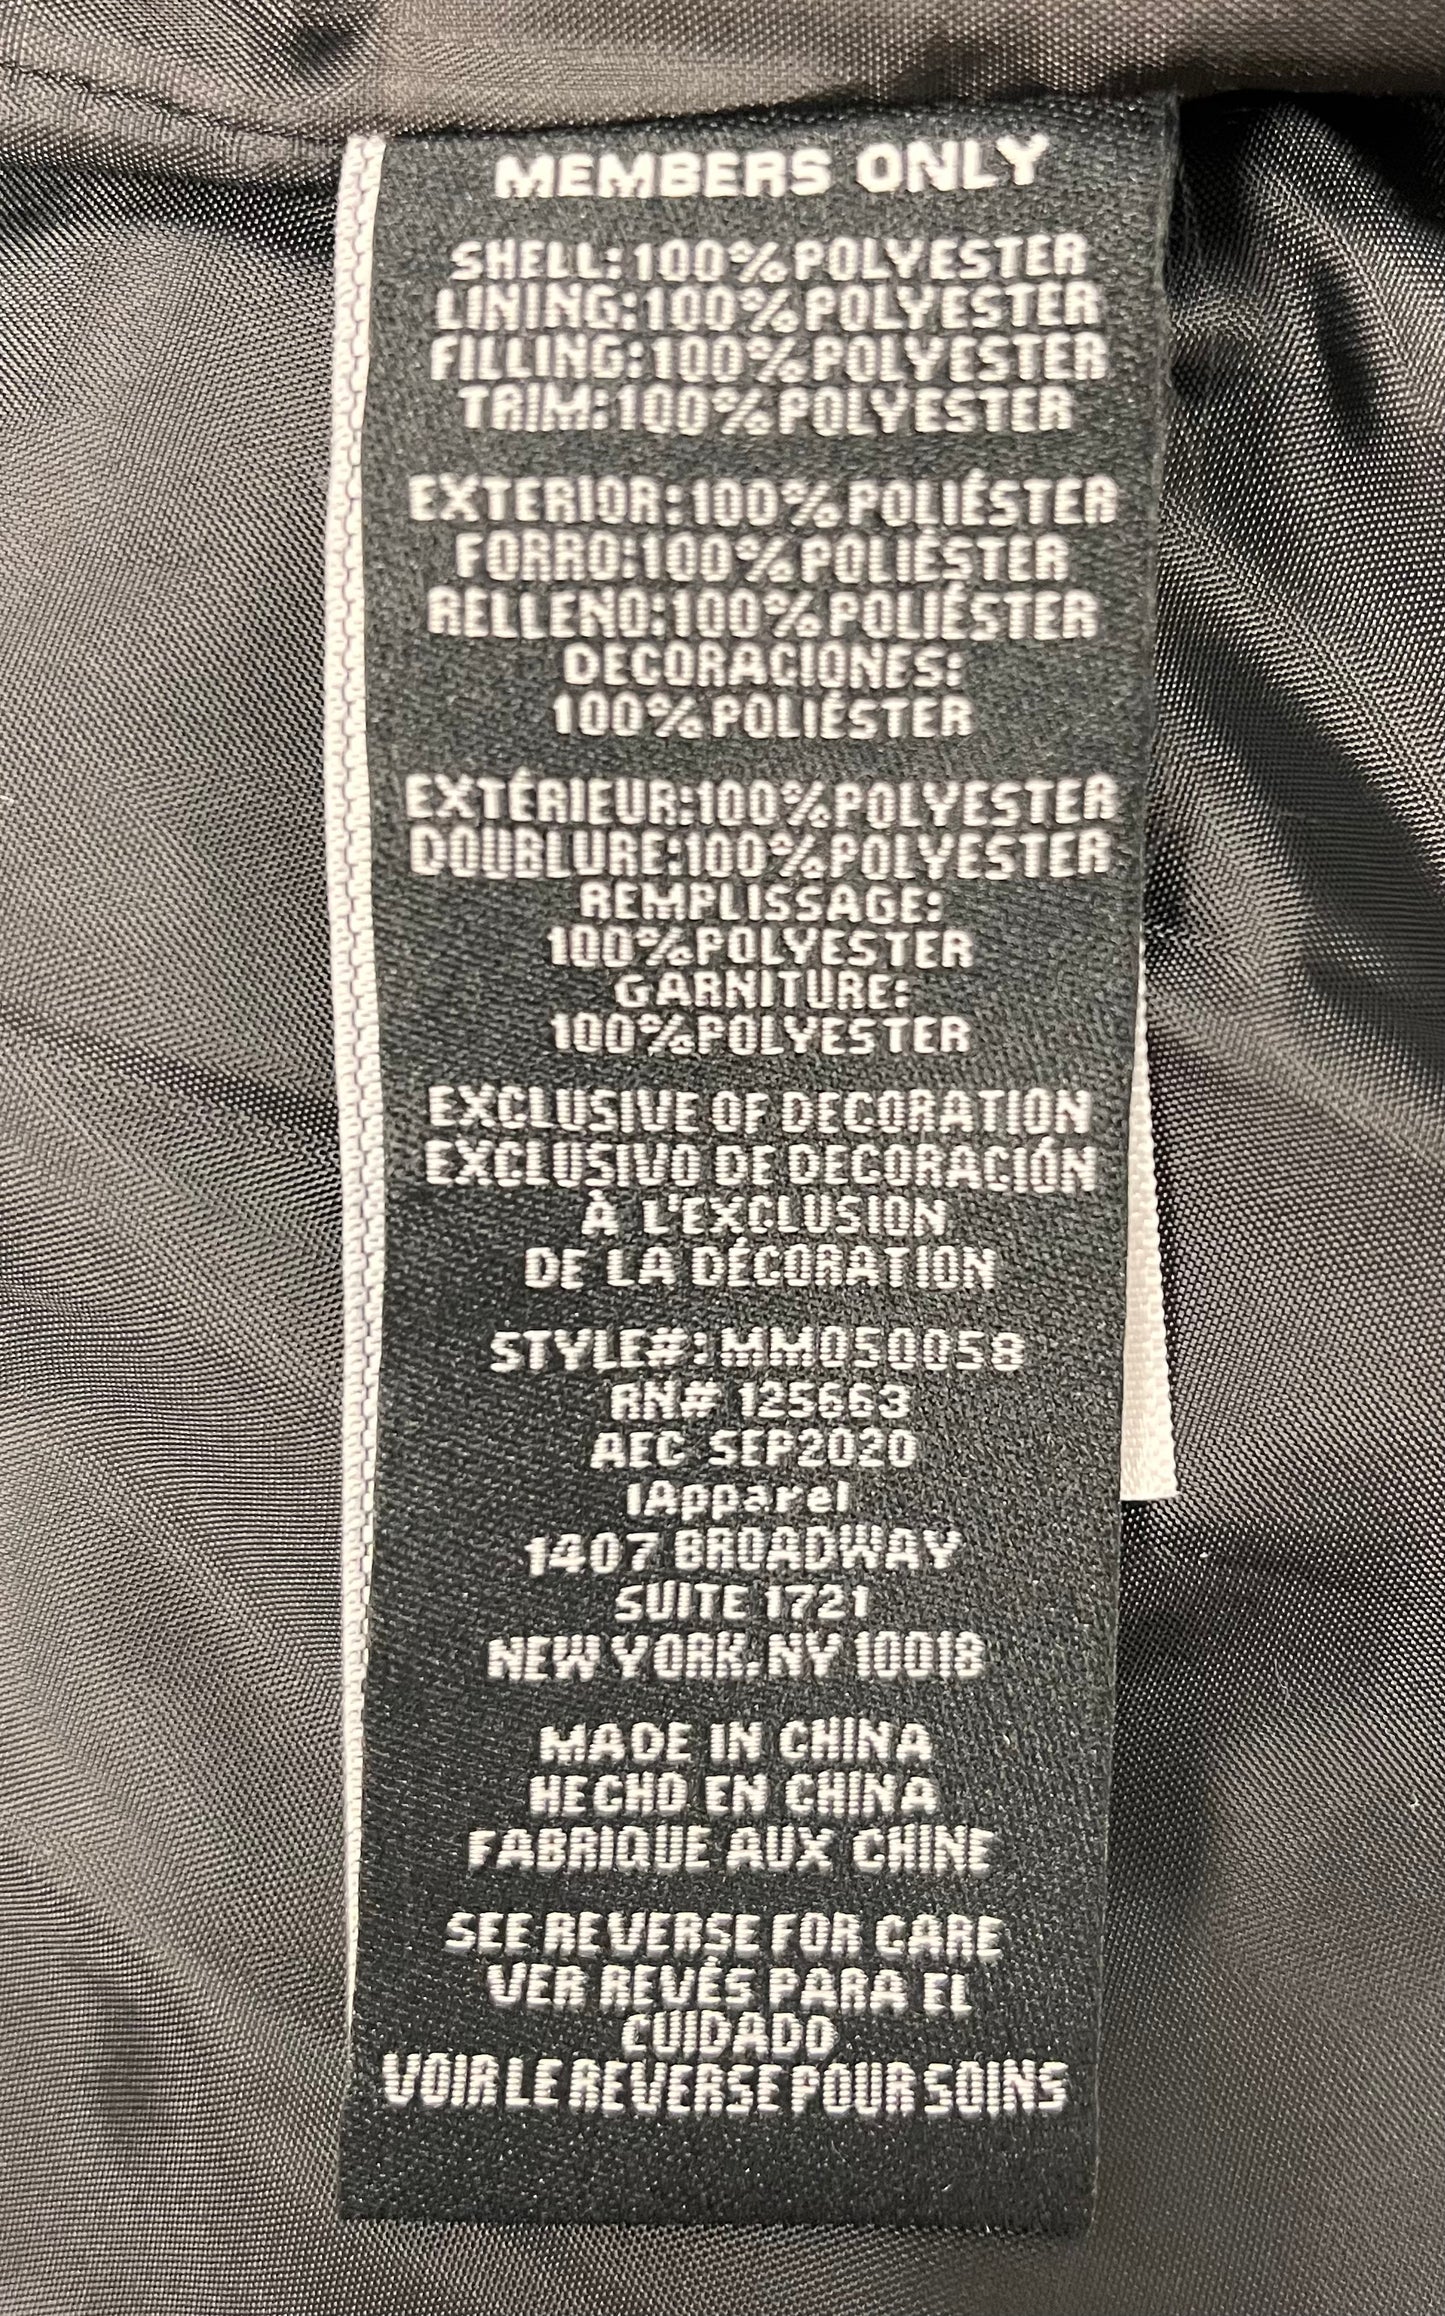 MEMBERS ONLY
SHELL:100%POLYESTER
LINING:100%POLYESTER
FILLING:100%POLYESTER
TRIM:100%POLYESTER
EXTERIOR:100%POLIÉSTER
FORRO:100%POLIÉSTER
RELLENO:100%POLIÉSTER
DECORACIONES:
100%POLIÉSTER
EXTÉRIEUR:100%POLYESTER
DOUBLURE:100%POLYESTER
REMPLISSAGE:
100%POLYESTER
GARNITURE:
100%POLYESTER
EXCLUSIVE OF DECORATION
EXCLUSIVO DE DECORACIÓN
À L'EXCLUSION
DE LA DÉCORATION
STYLE#:MM050058
RN# 125663
AEC SEP2020
IApparel
1407 BROADWAY
SUITE 1721
NEW YORK.NY 10018
MADE IN CHINA
HECHO EN CHINA
FABRIQUE AUX CHINE
SEE REVERSE FOR CARE
VER REVÉS PARA EL
CUIDADO
VOIR LE REVERSE POUR SOINS